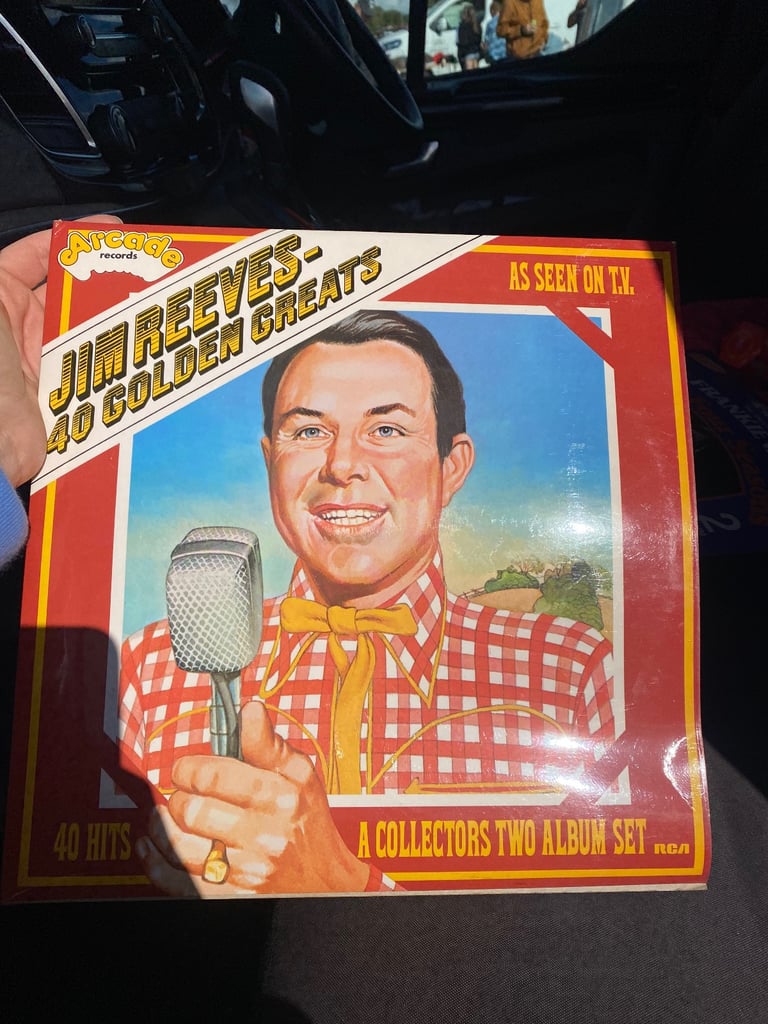 Arcade
records
JIM REEVES-
40 GOLDEN GREATS
AS SEEN ON T.V.
40 HITS
A COLLECTORS TWO ALBUM SET
RCA